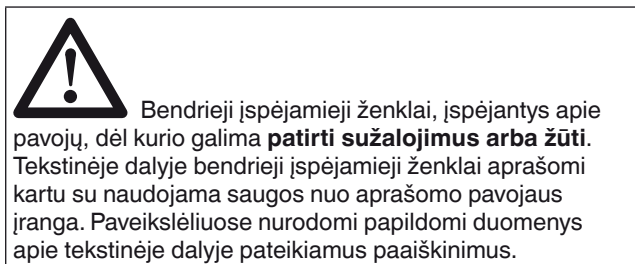 Bendrieji įspėjamieji ženklai, įspėjantys apie
pavojų, dėl kurio galima patirti sužalojimus arba žūti.
Tekstinėje dalyje bendrieji įspėjamieji ženklai aprašomi
kartu su naudojama saugos nuo aprašomo pavojaus
įranga. Paveikslėliuose nurodomi papildomi duomenys
apie tekstinėje dalyje pateikiamus paaiškinimus.